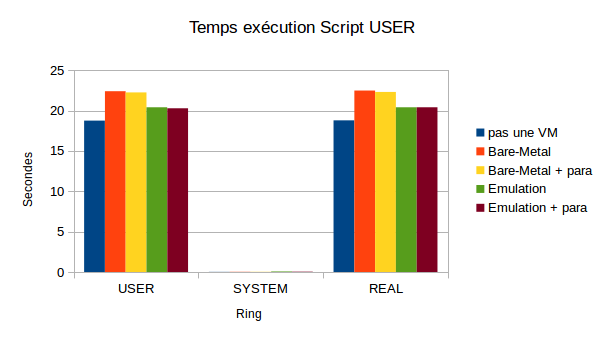 Temps exécution Script USER
25
20
15
10
5
0
Secondes
USER
SYSTEM
REAL
Ring
pas une VM
Bare-Metal
Bare-Metal + para
Emulation
Emulation + para